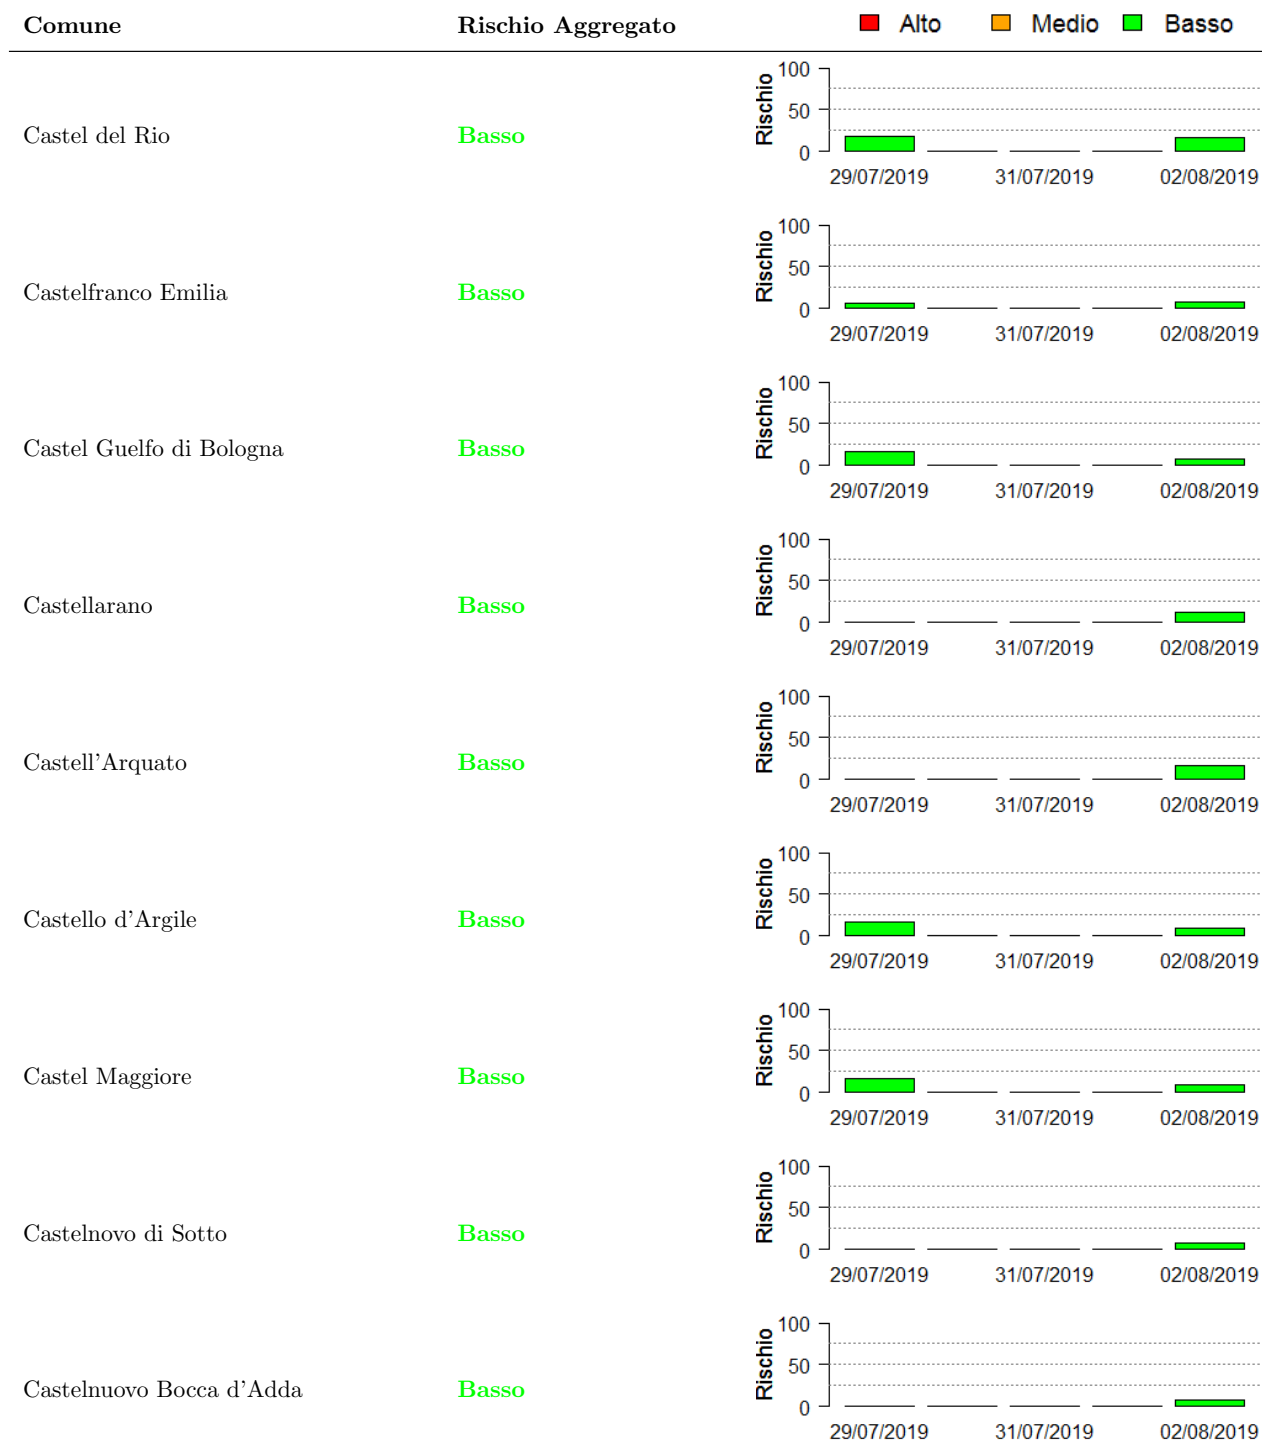 Comune Rischio Aggregato Alto Medio Basso
Castel del Rio Basso
Rischio
100
50
0
29/07/2019 31/07/2019 02/08/2019
Castelfranco Emilia Basso
Rischio
100
50
0
29/07/2019 31/07/2019 02/08/2019
Castel Guelfo di Bologna Basso
Rischio
100
50
0
29/07/2019 31/07/2019 02/08/2019
Castellarano Basso
Rischio
100
50
0
29/07/2019 31/07/2019 02/08/2019
Castell'Arquato Basso
Rischio
100
50
0
29/07/2019 31/07/2019 02/08/2019
Castello d'Argile Basso
Rischio
100
50
0
29/07/2019 31/07/2019 02/08/2019
Castel Maggiore Basso
Rischio
100
50
0
29/07/2019 31/07/2019 02/08/2019
Castelnovo di Sotto Basso
Rischio
100
50
0
29/07/2019 31/07/2019 02/08/2019
Castelnuovo Bocca d'Adda Basso
Rischio
100
50
0
29/07/2019 31/07/2019 02/08/2019